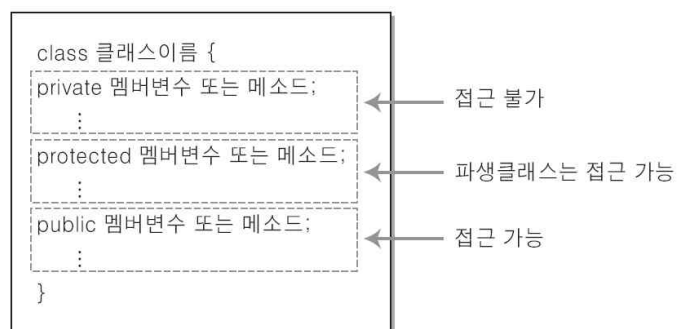 class 클래스이름 {
private 멤버변수 또는 메소드;
⋮
접근 불가
protected 멤버변수 또는 메소드;
⋮
파생클래스는 접근 가능
public 멤버변수 또는 메소드;
⋮
접근 가능
}